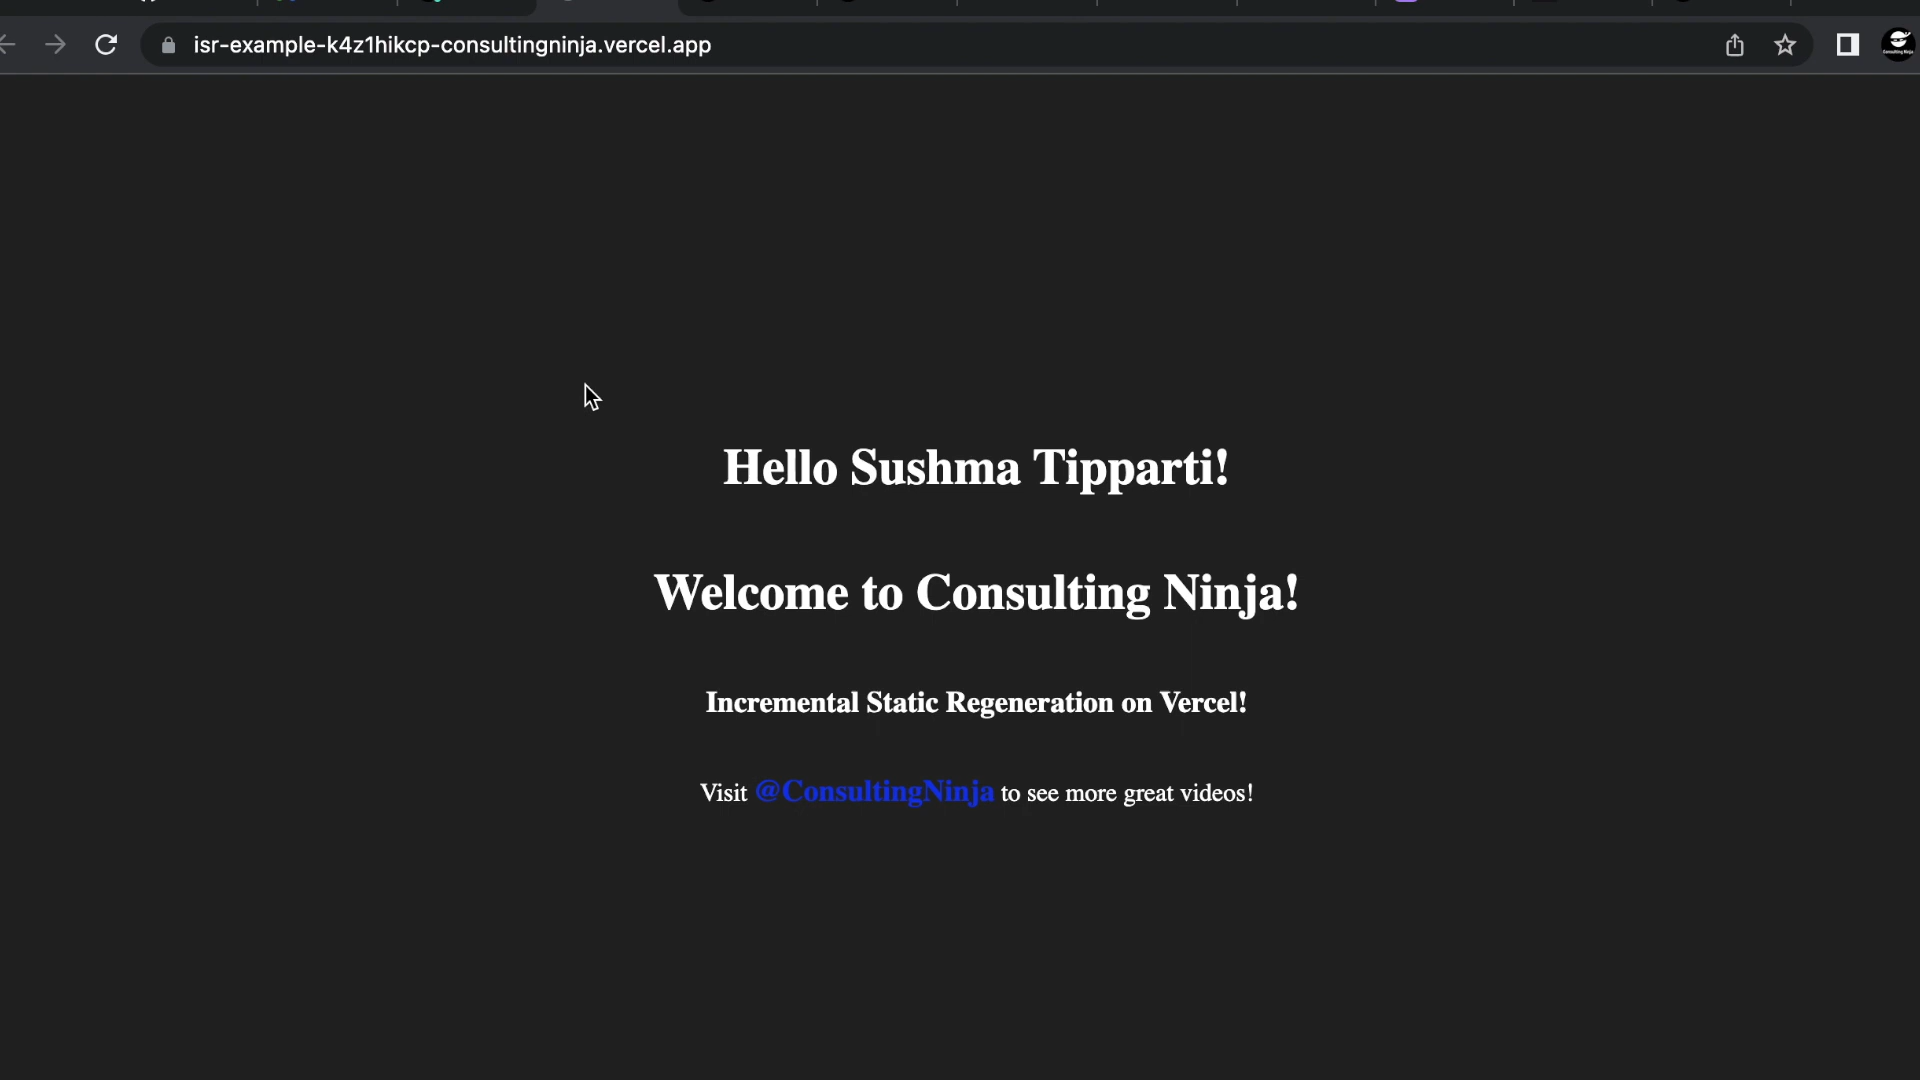 isr-example-k4z1hikcp-consultingninja.vercel.app
Hello Sushma Tipparti!
Welcome to Consulting Ninja!
Incremental Static Regeneration on Vercel!
Visit @ConsultingNinja to see more great videos!